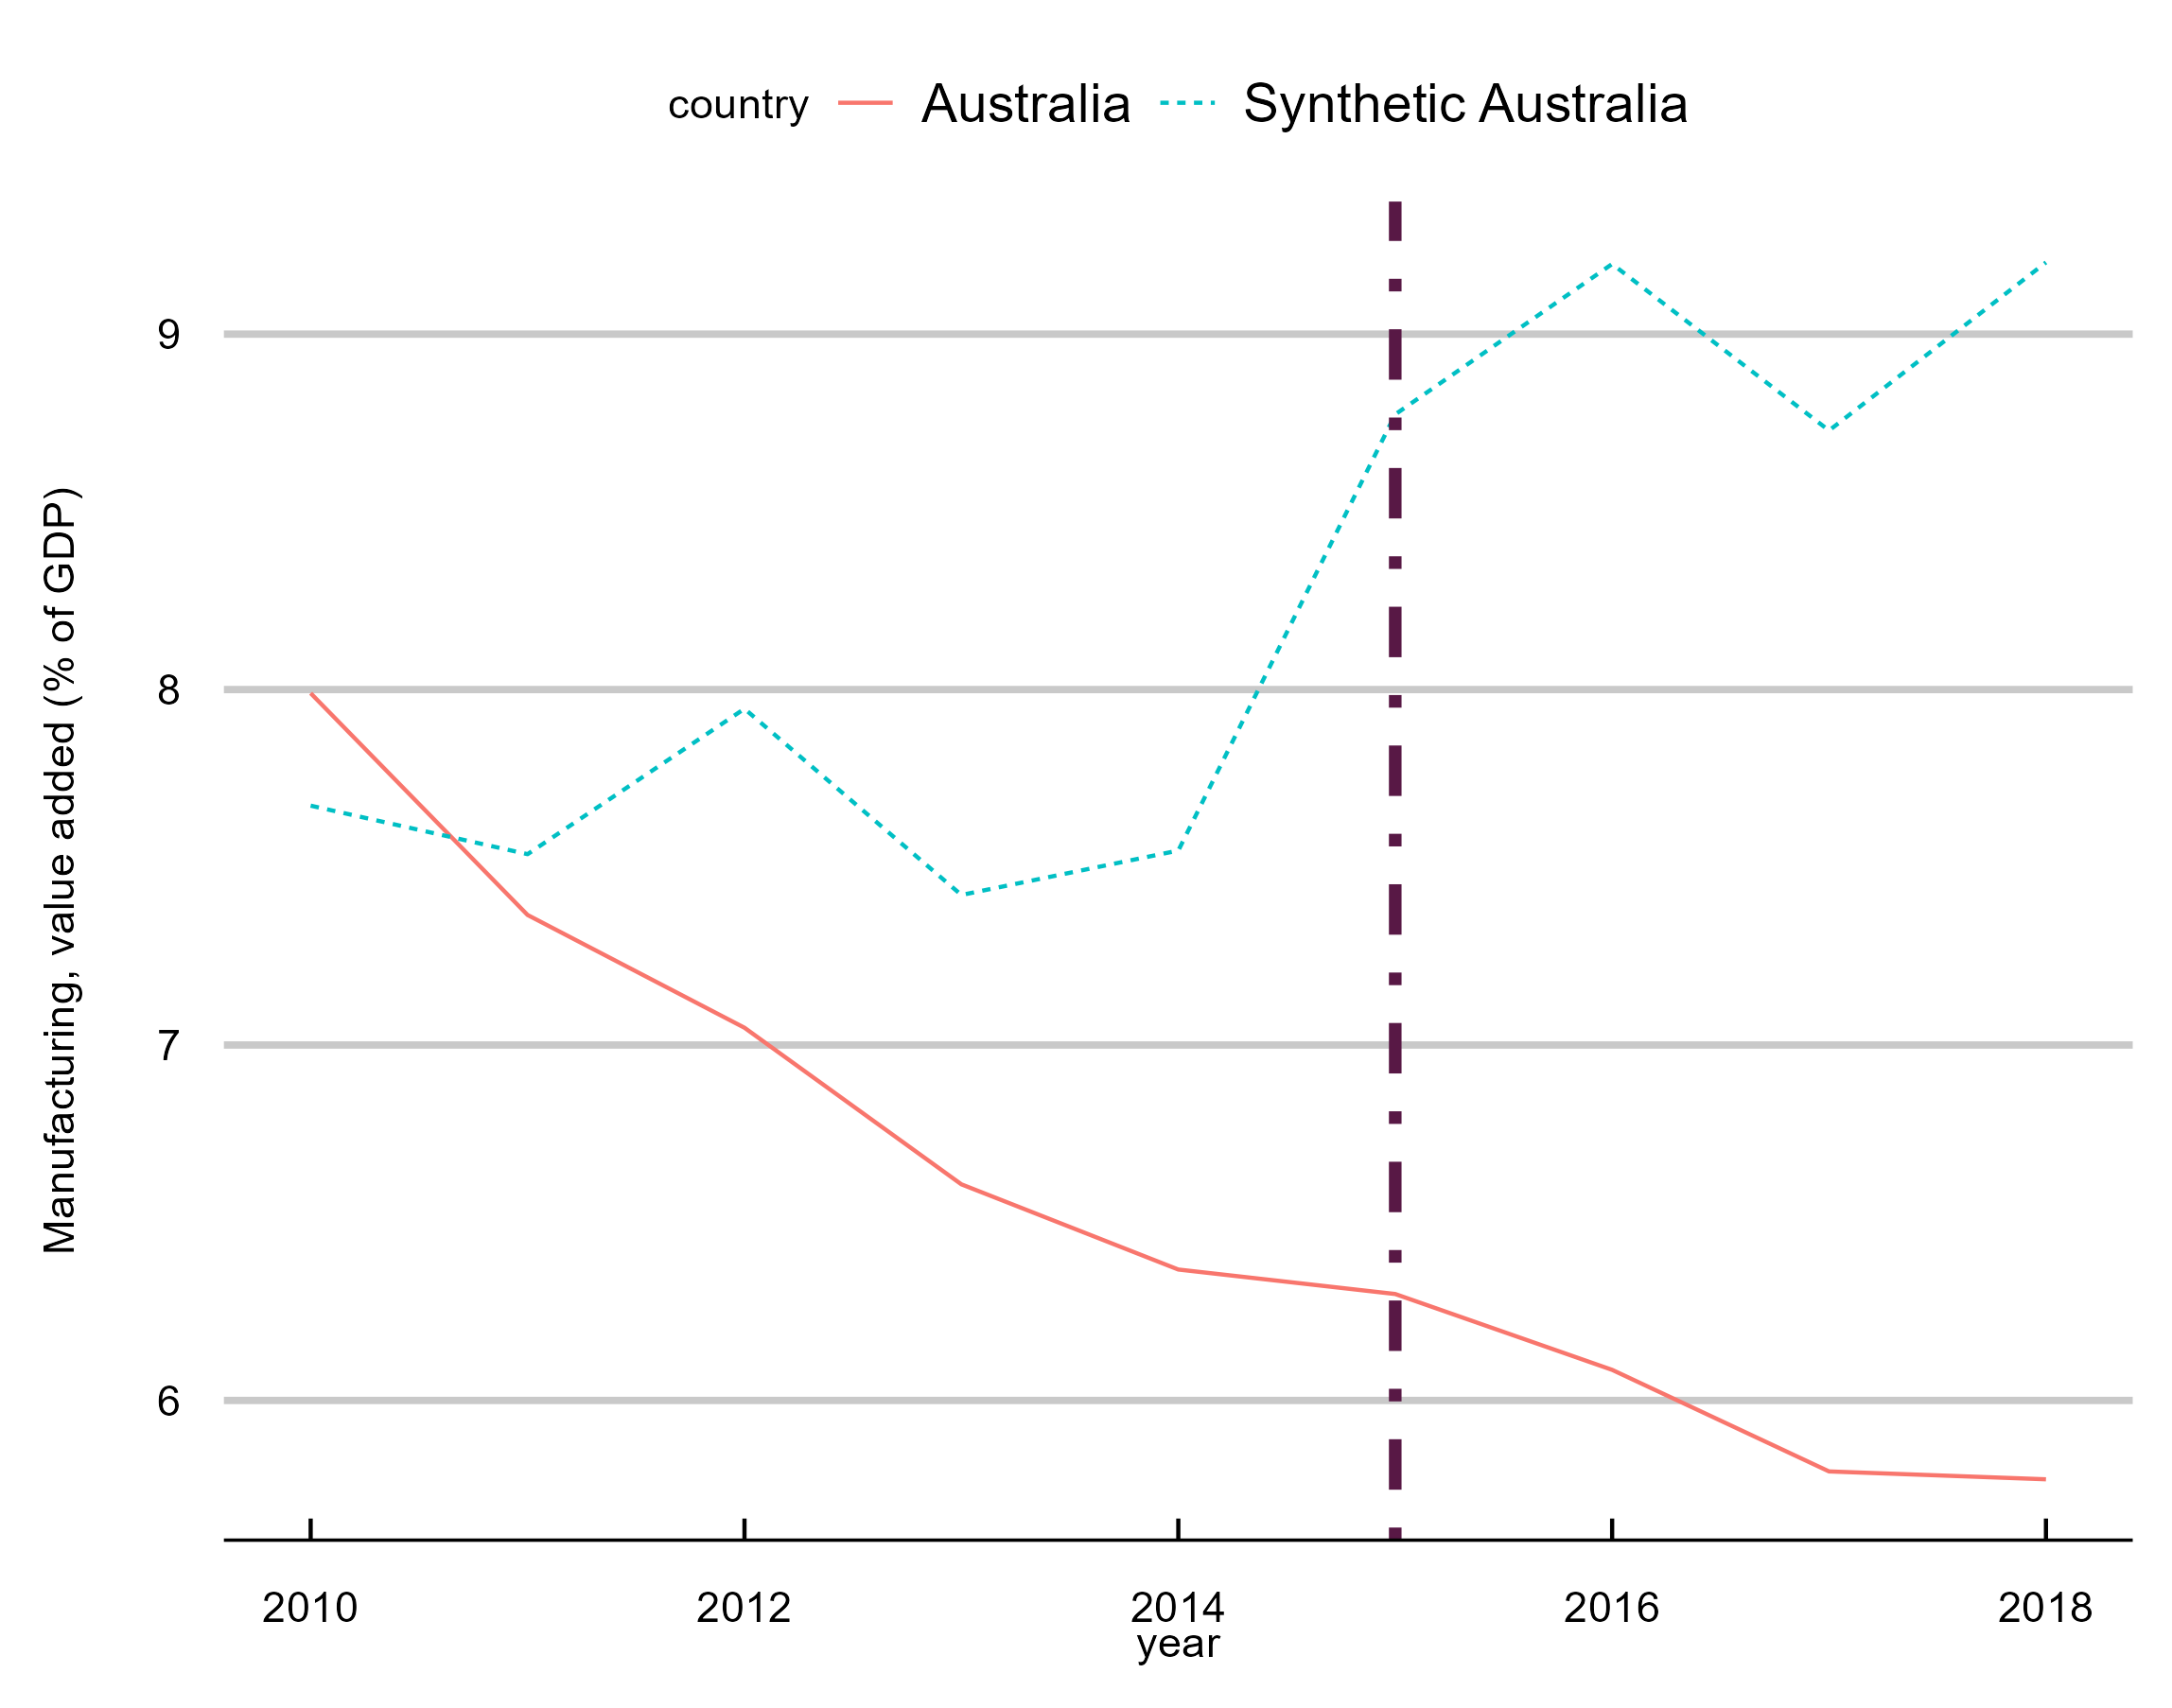 country Australia Synthetic Australia
Manufacturing, value added (% of GDP)
9
8
7
6
2010 2012 2014 2016 2018
year